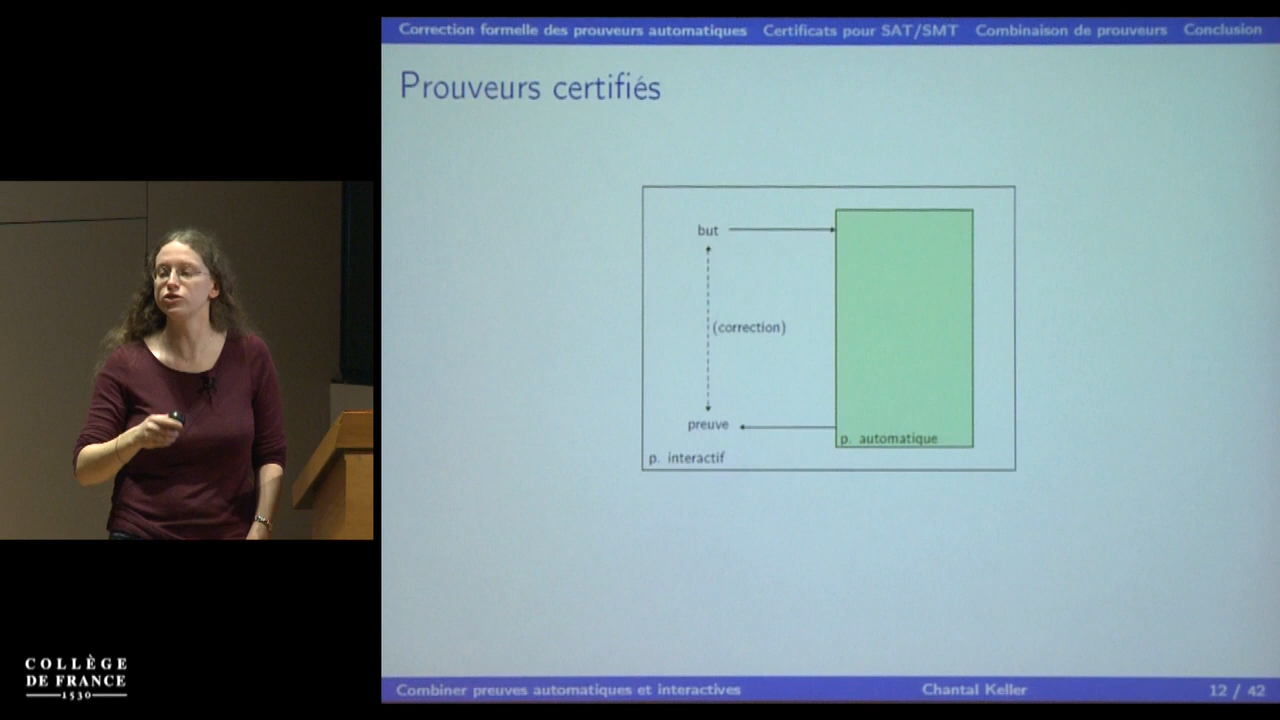 Correction formelle des prouveurs automatiques Certificats pour SAT/SMT Combinaison de prouveurs Conclusion
Prouveurs certifiés
but
(correction)
preuve
p. automatique
p. interactif
COLLÈGE
DE FRANCE
1530
Combiner preuves automatiques et interactives Chantal Keller 12 / 42